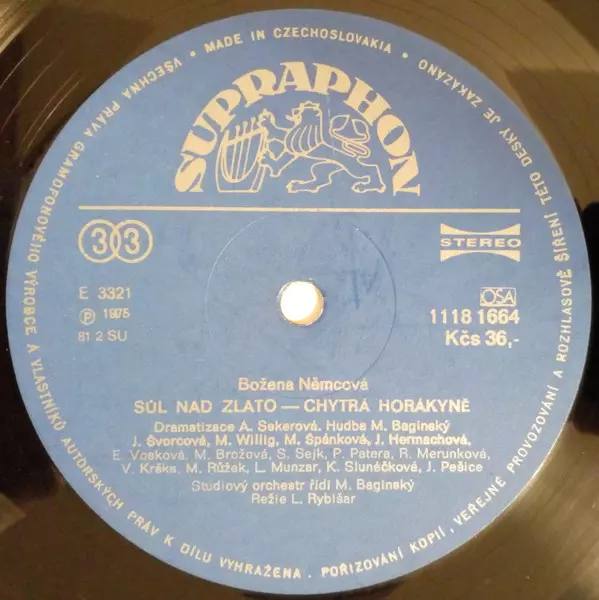 VŠECHNA PRÁVA GRAMOFONOVÉHO VÝROBCE A VLASTNÍKŮ AUTORSKÝCH PRÁV K DÍLU VYHRAŽENA · POŘIZOVÁNÍ KOPIÍ, VEŘEJNÉ PROVOZOVÁNÍ A ROZHLASOVÉ ŠÍŘENÍ TÉTO DESKY JE ZAKÁZÁNO
• MADE IN CZECHOSLOVAKIA •
SUPRAPHON
33
STEREO
E 3321
Ⓟ 1975
81 2 SU
OSA
1118 1664
Kčs 36,-
Božena Němcová
SŮL NAD ZLATO — CHYTRÁ HORÁKYNĚ
Dramatizace A. Sekerová. Hudba M. Baginský
J. Švorcová, M. Willig, M. Špánková, J. Hermachová,
E. Vosková, M. Brožová, S. Sejk, P. Patera, R. Merunková,
V. Krška, M. Růžek, L. Munzar, K. Slunéčková, J. Pešice
Studiový orchestr řídí M. Baginský
Režie L. Rybišar